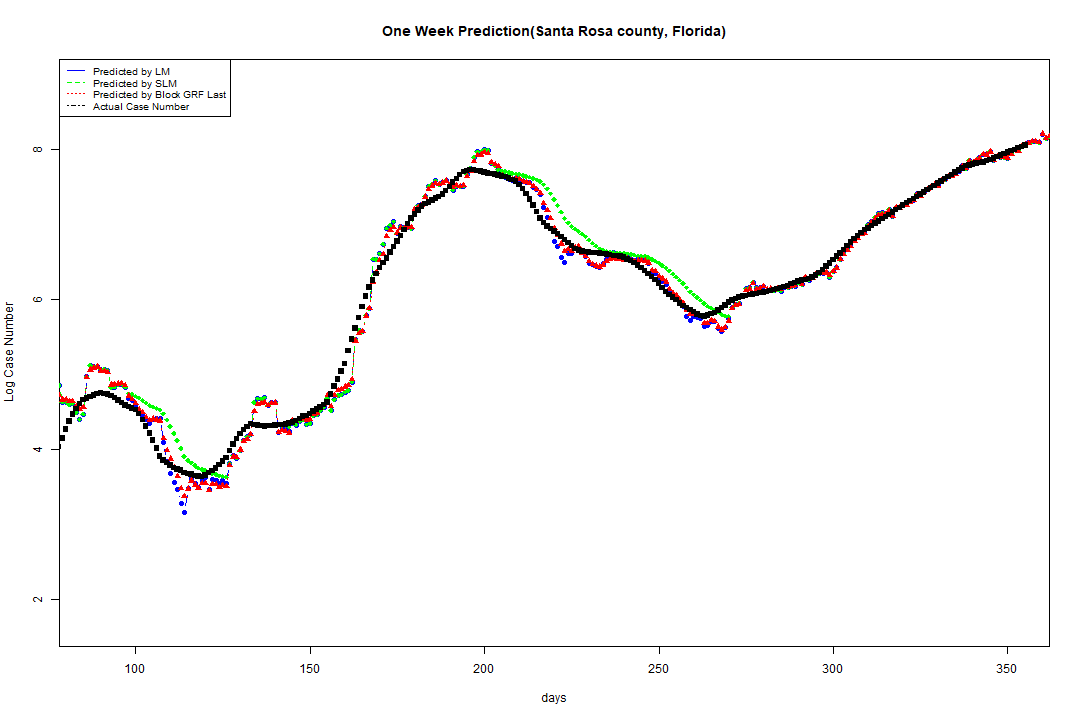 One Week Prediction(Santa Rosa county, Florida)
Predicted by LM
Predicted by SLM
Predicted by Block GRF Last
Actual Case Number
8
6
4
2
Log Case Number
100 150 200 250 300 350
days